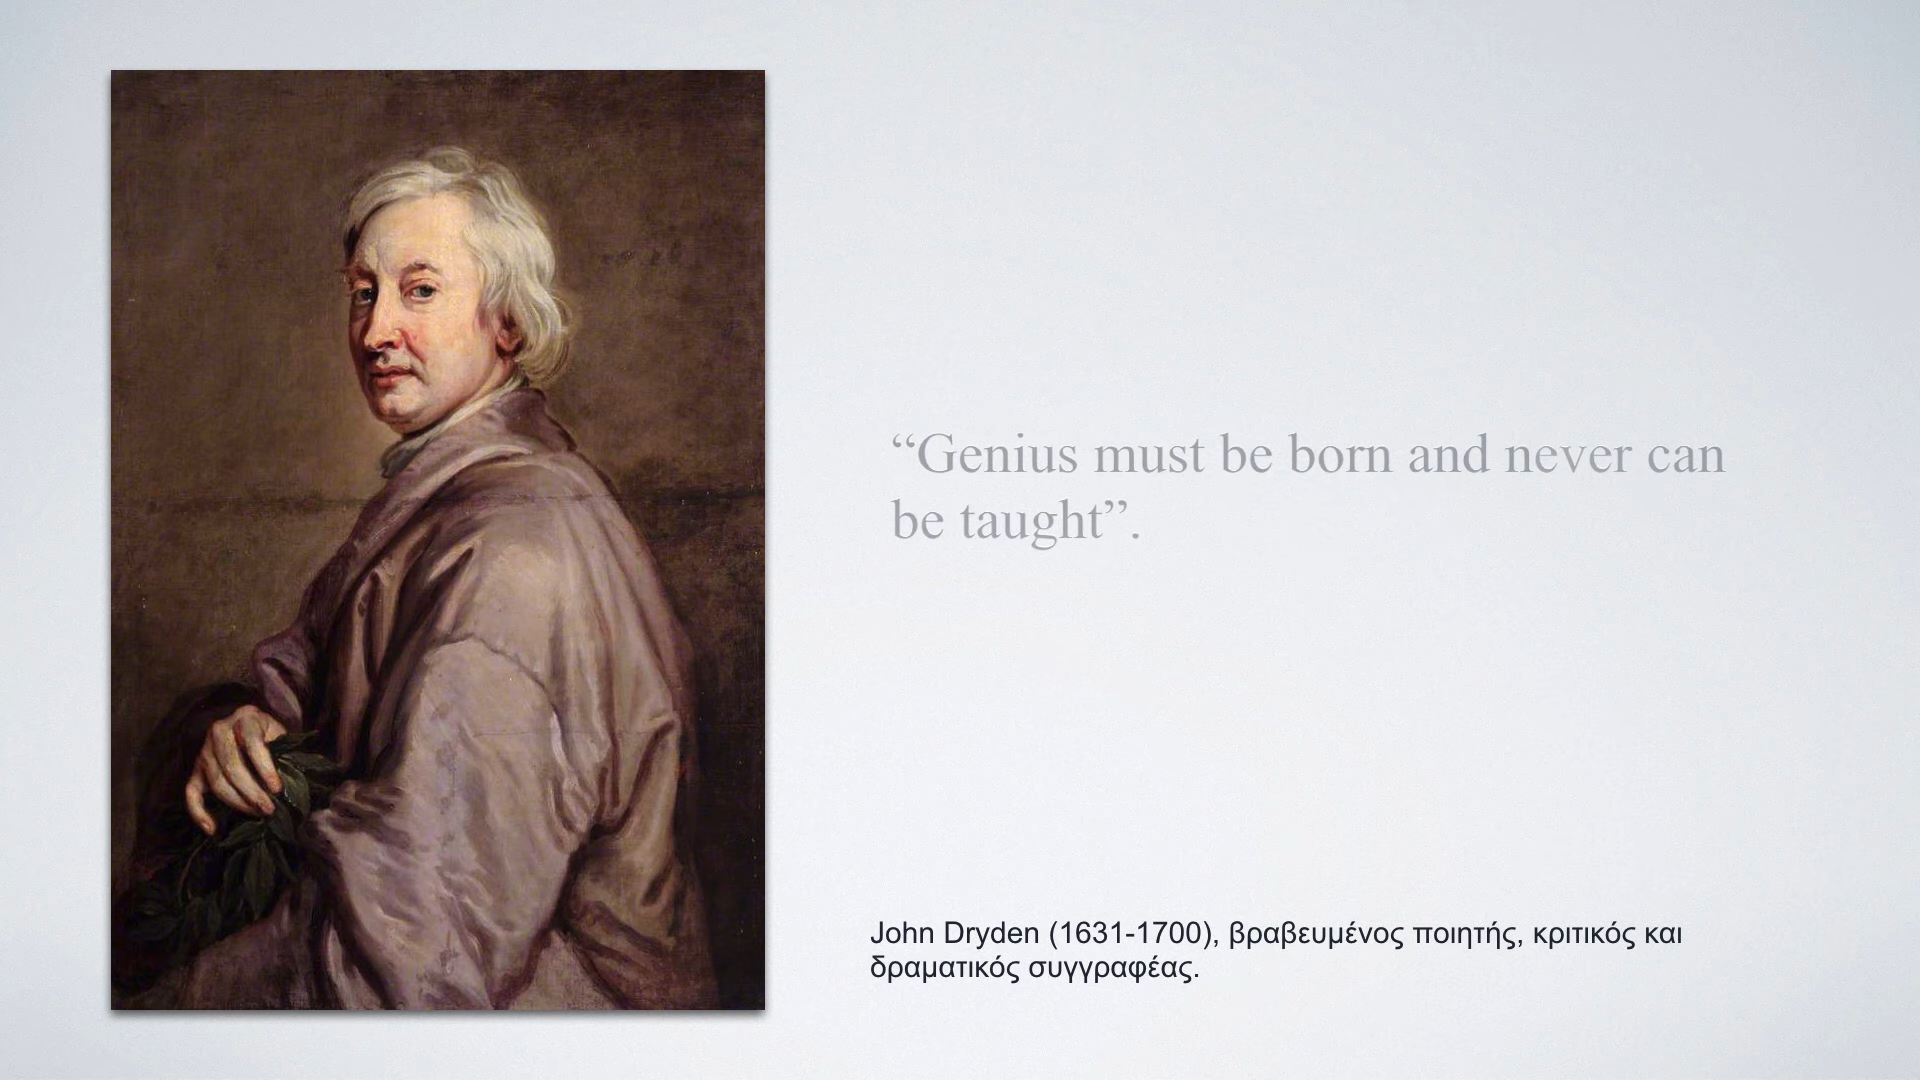 “Genius must be born and never can
be taught”.
John Dryden (1631-1700), βραβευμένος ποιητής, κριτικός και
δραματικός συγγραφέας.